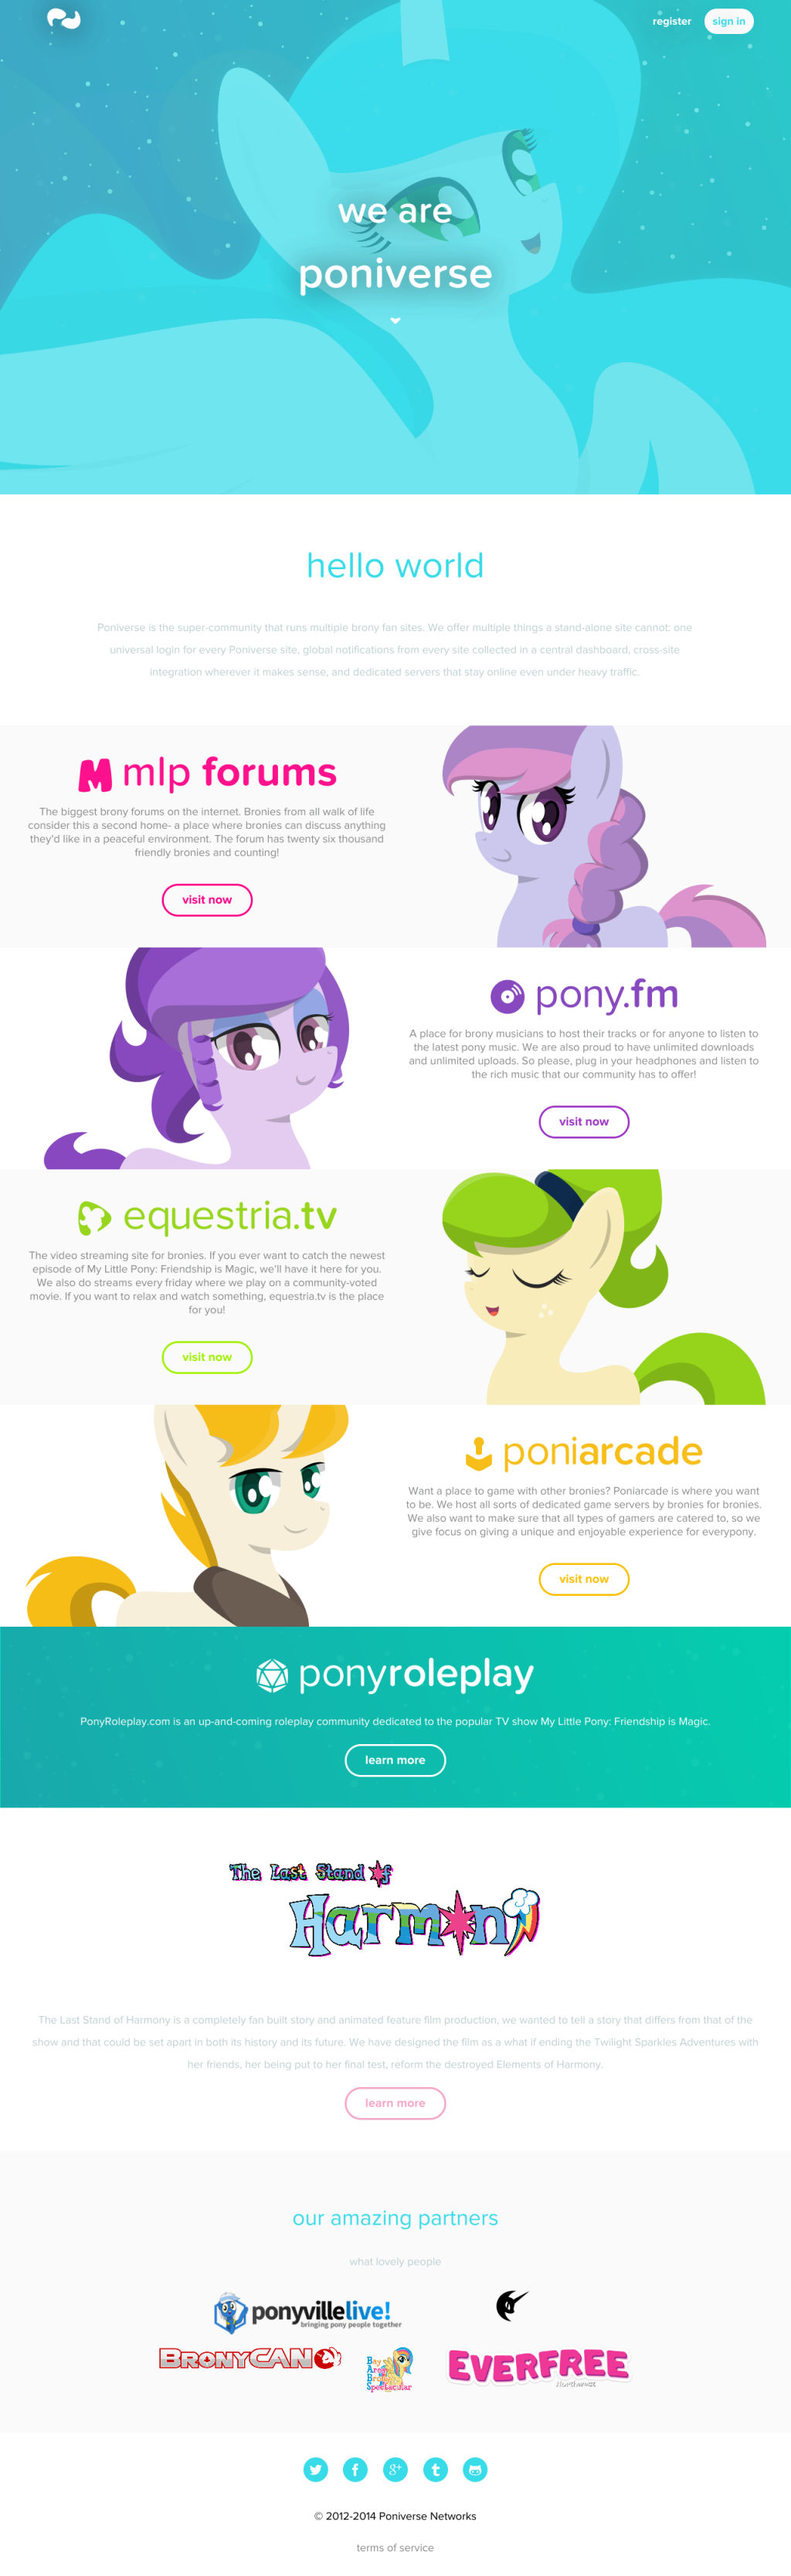 register sign in
we are
poniverse
hello world
Poniverse is the super-community that runs multiple brony fan sites. We offer multiple things a stand-alone site cannot: one
universal login for every Poniverse site, global notifications from every site collected in a central dashboard, cross-site
integration wherever it makes sense, and dedicated servers that stay online even under heavy traffic.
mlp forums
The biggest brony forums on the internet. Bronies from all walk of life
consider this a second home- a place where bronies can discuss anything
they'd like in a peaceful environment. The forum has twenty six thousand
friendly bronies and counting!
visit now
pony.fm
A place for brony musicians to host their tracks or for anyone to listen to
the latest pony music. We are also proud to have unlimited downloads
and unlimited uploads. So please, plug in your headphones and listen to
the rich music that our community has to offer!
visit now
equestria.tv
The video streaming site for bronies. If you ever want to catch the newest
episode of My Little Pony: Friendship is Magic, we'll have it here for you.
We also do streams every friday where we play on a community-voted
movie. If you want to relax and watch something, equestria.tv is the place
for you!
visit now
poniarcade
Want a place to game with other bronies? Poniarcade is where you want
to be. We host all sorts of dedicated game servers by bronies for bronies.
We also want to make sure that all types of gamers are catered to, so we
give focus on giving a unique and enjoyable experience for everypony.
visit now
ponyroleplay
PonyRoleplay.com is an up-and-coming roleplay community dedicated to the popular TV show My Little Pony: Friendship is Magic.
learn more
The Last Stand of
Harmony
The Last Stand of Harmony is a completely fan built story and animated feature film production, we wanted to tell a story that differs from that of the
show and that could be set apart in both its history and its future. We have designed the film as a what if ending the Twilight Sparkles Adventures with
her friends, her being put to her final test, reform the destroyed Elements of Harmony.
learn more
our amazing partners
what lovely people
ponyvillelive!
bringing pony people together
BRONYCAN
Bay
Area
Brony
Spectacular
EVERFREE
northwest
© 2012-2014 Poniverse Networks
terms of service